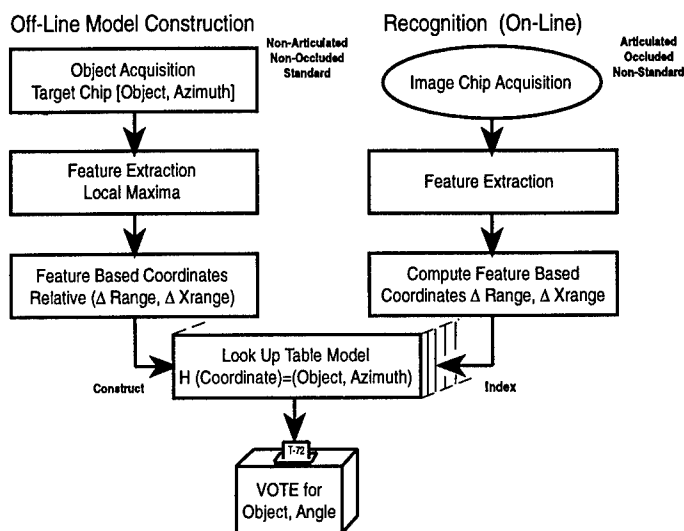 Off-Line Model Construction
Non-Articulated
Non-Occluded
Standard
Object Acquisition
Target Chip [Object, Azimuth]
Feature Extraction
Local Maxima
Feature Based Coordinates
Relative (Δ Range, Δ Xrange)
Construct
Recognition (On-Line)
Articulated
Occluded
Non-Standard
Image Chip Acquisition
Feature Extraction
Compute Feature Based
Coordinates Δ Range, Δ Xrange
Index
Look Up Table Model
H (Coordinate)=(Object, Azimuth)
T-72
VOTE for
Object, Angle